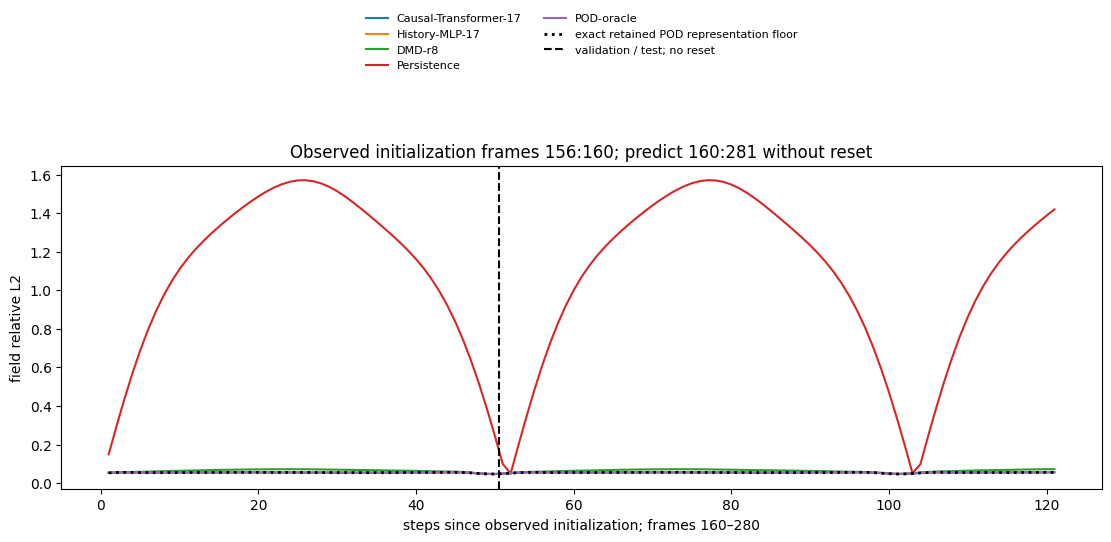 Causal-Transformer-17
History-MLP-17
DMD-r8
Persistence
POD-oracle
exact retained POD representation floor
validation / test; no reset
Observed initialization frames 156:160; predict 160:281 without reset
field relative L2
1.6
1.4
1.2
1.0
0.8
0.6
0.4
0.2
0.0
0 20 40 60 80 100 120
steps since observed initialization; frames 160–280